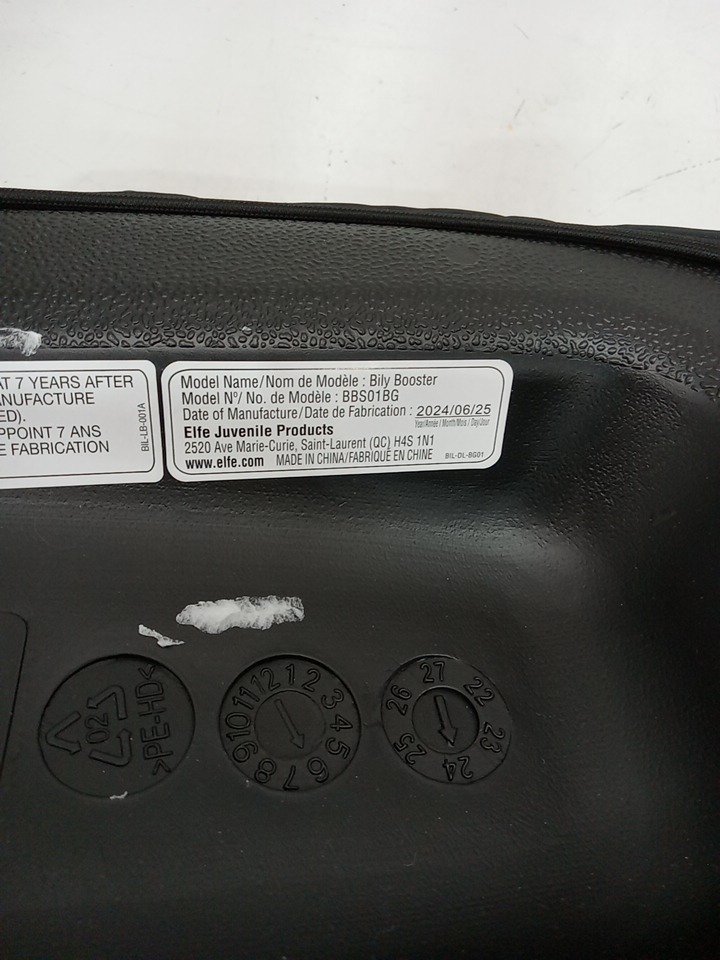 AT 7 YEARS AFTER
MANUFACTURE
ED).
PPOINT 7 ANS
E FABRICATION
BIL-LB-001A
Model Name/Nom de Modèle : Bily Booster
Model Nº/ No. de Modèle : BBS01BG
Date of Manufacture/Date de Fabrication : 2024/06/25
Year/Année / Month/Mois / Day/Jour
Elfe Juvenile Products
2520 Ave Marie-Curie, Saint-Laurent (QC) H4S 1N1
www.elfe.com MADE IN CHINA/FABRIQUÉ EN CHINE
BIL-DL-BG01
02
>PE-HD<
1 2 3 4 5 6 7 8 9 10 11 12
22 23 24 25 26 27